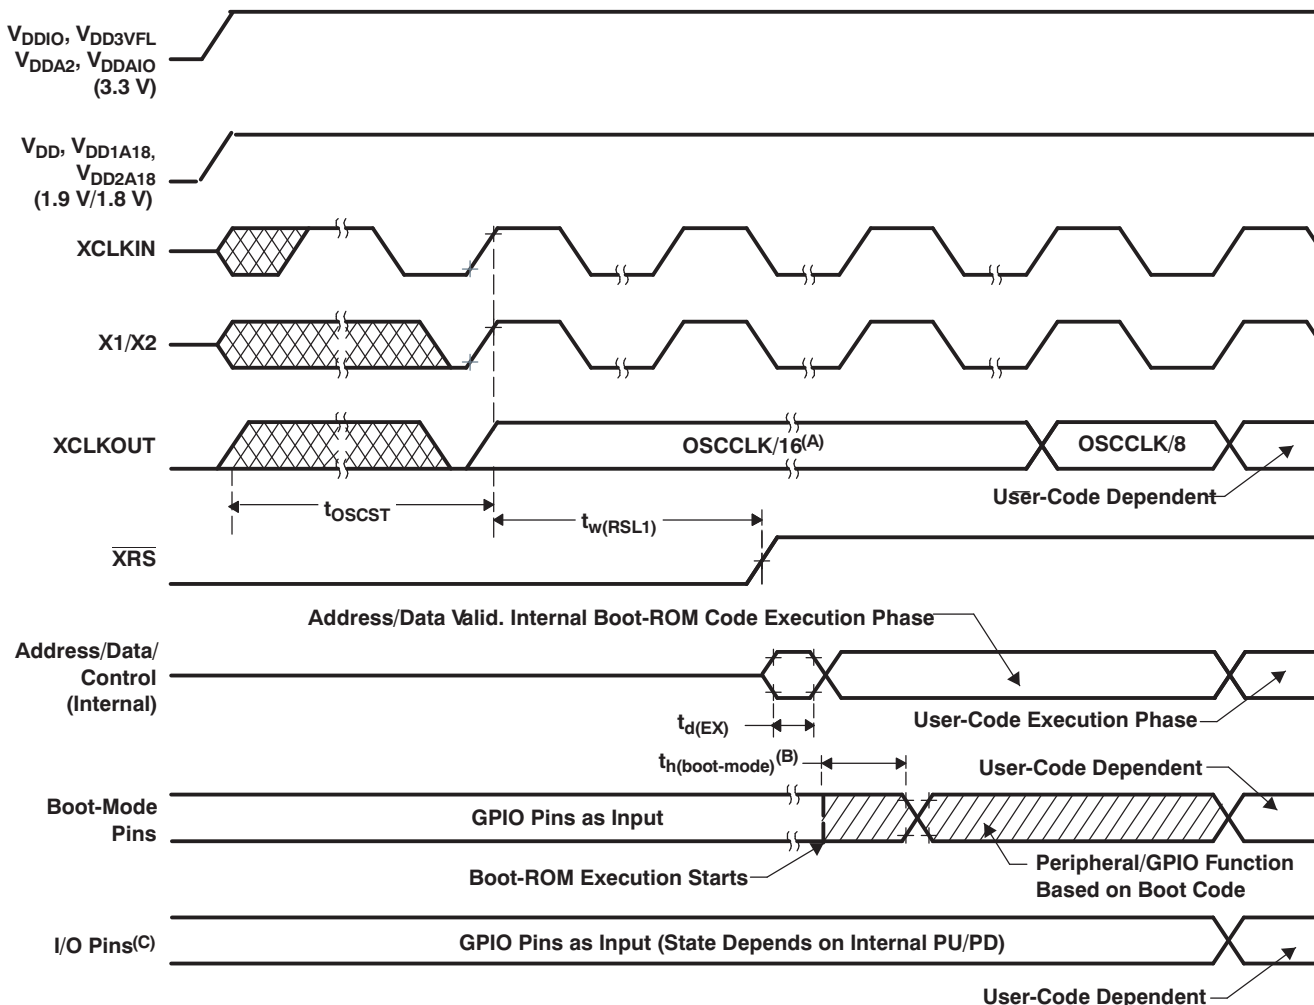 VDDIO, VDD3VFL
VDDA2, VDDAIO
(3.3 V)
VDD, VDD1A18,
VDD2A18
(1.9 V/1.8 V)
XCLKIN
X1/X2
XCLKOUT
OSCCLK/16(A)
OSCCLK/8
User-Code Dependent
tOSCST
tw(RSL1)
XRS
Address/Data Valid. Internal Boot-ROM Code Execution Phase
Address/Data/
Control
(Internal)
td(EX)
User-Code Execution Phase
th(boot-mode)(B)
User-Code Dependent
Boot-Mode
Pins
GPIO Pins as Input
Boot-ROM Execution Starts
Peripheral/GPIO Function
Based on Boot Code
I/O Pins(C)
GPIO Pins as Input (State Depends on Internal PU/PD)
User-Code Dependent